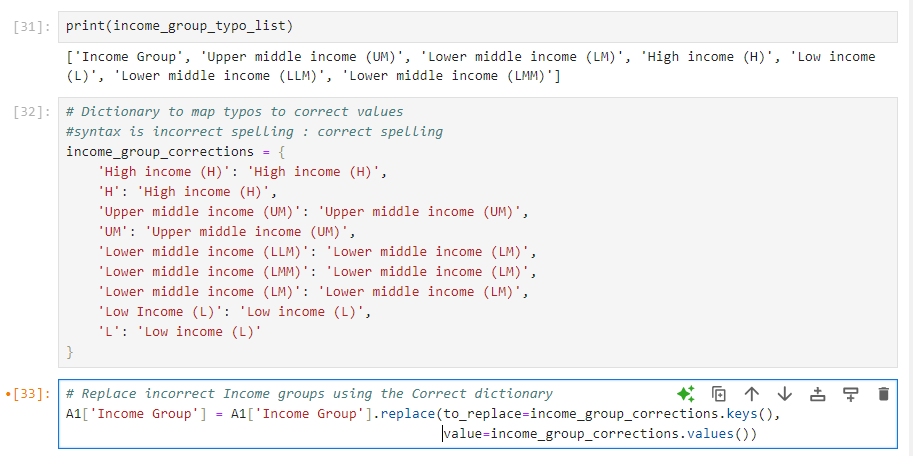 [31]: print(income_group_typo_list)
['Income Group', 'Upper middle income (UM)', 'Lower middle income (LM)', 'High income (H)', 'Low income
(L)', 'Lower middle income (LLM)', 'Lower middle income (LMM)']
[32]: # Dictionary to map typos to correct values
#syntax is incorrect spelling : correct spelling
income_group_corrections = {
    'High income (H)': 'High income (H)',
    'H': 'High income (H)',
    'Upper middle income (UM)': 'Upper middle income (UM)',
    'UM': 'Upper middle income (UM)',
    'Lower middle income (LLM)': 'Lower middle income (LM)',
    'Lower middle income (LMM)': 'Lower middle income (LM)',
    'Lower middle income (LM)': 'Lower middle income (LM)',
    'Low Income (L)': 'Low income (L)',
    'L': 'Low income (L)'
}
•[33]: # Replace incorrect Income groups using the Correct dictionary
A1['Income Group'] = A1['Income Group'].replace(to_replace=income_group_corrections.keys(),
value=income_group_corrections.values())